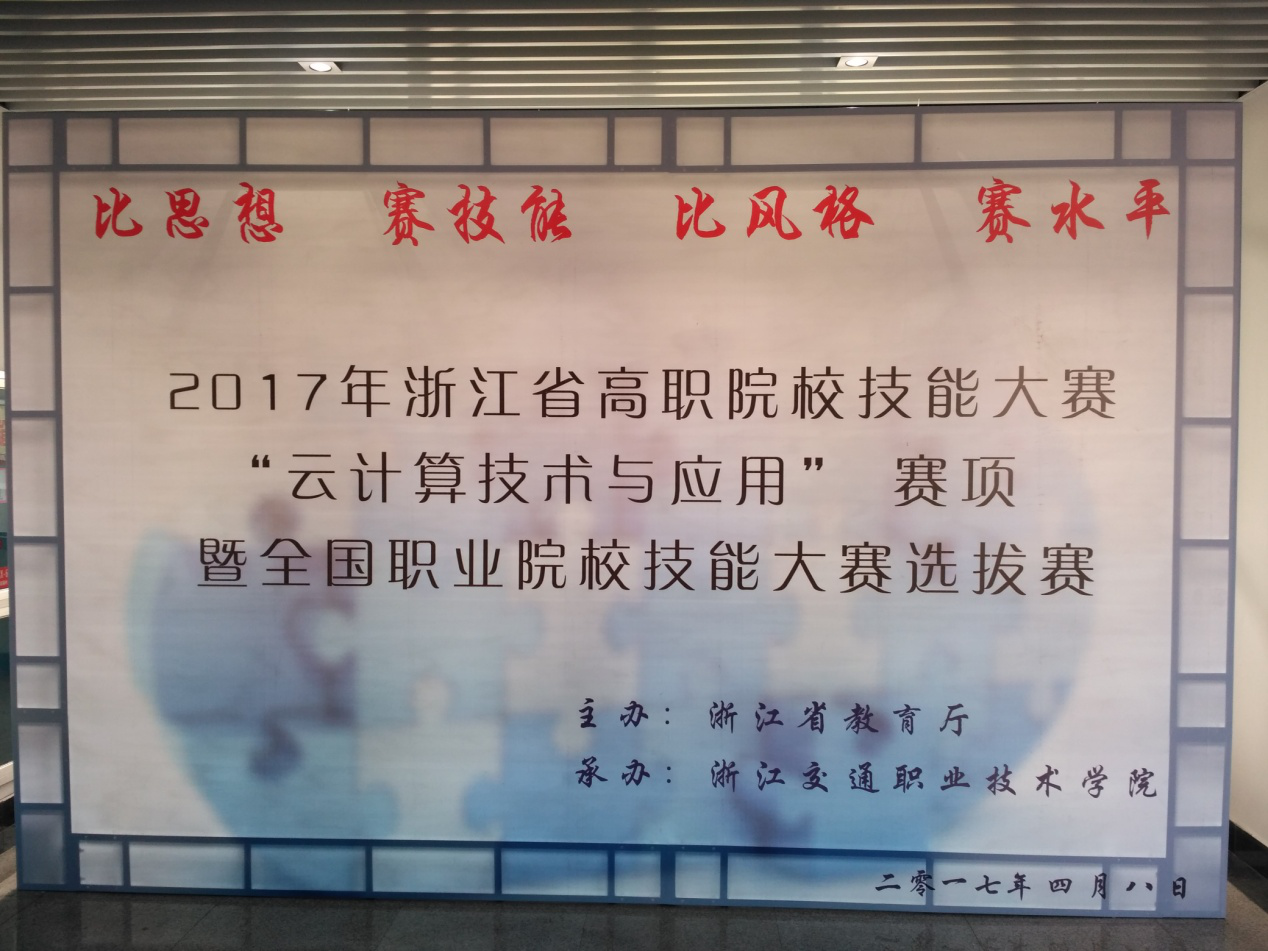 比思想 赛技能 比风格 赛水平
2017年浙江省高职院校技能大赛
“云计算技术与应用” 赛项
暨全国职业院校技能大赛选拔赛
主办：浙江省教育厅
承办：浙江交通职业技术学院
二零一七年四月八日